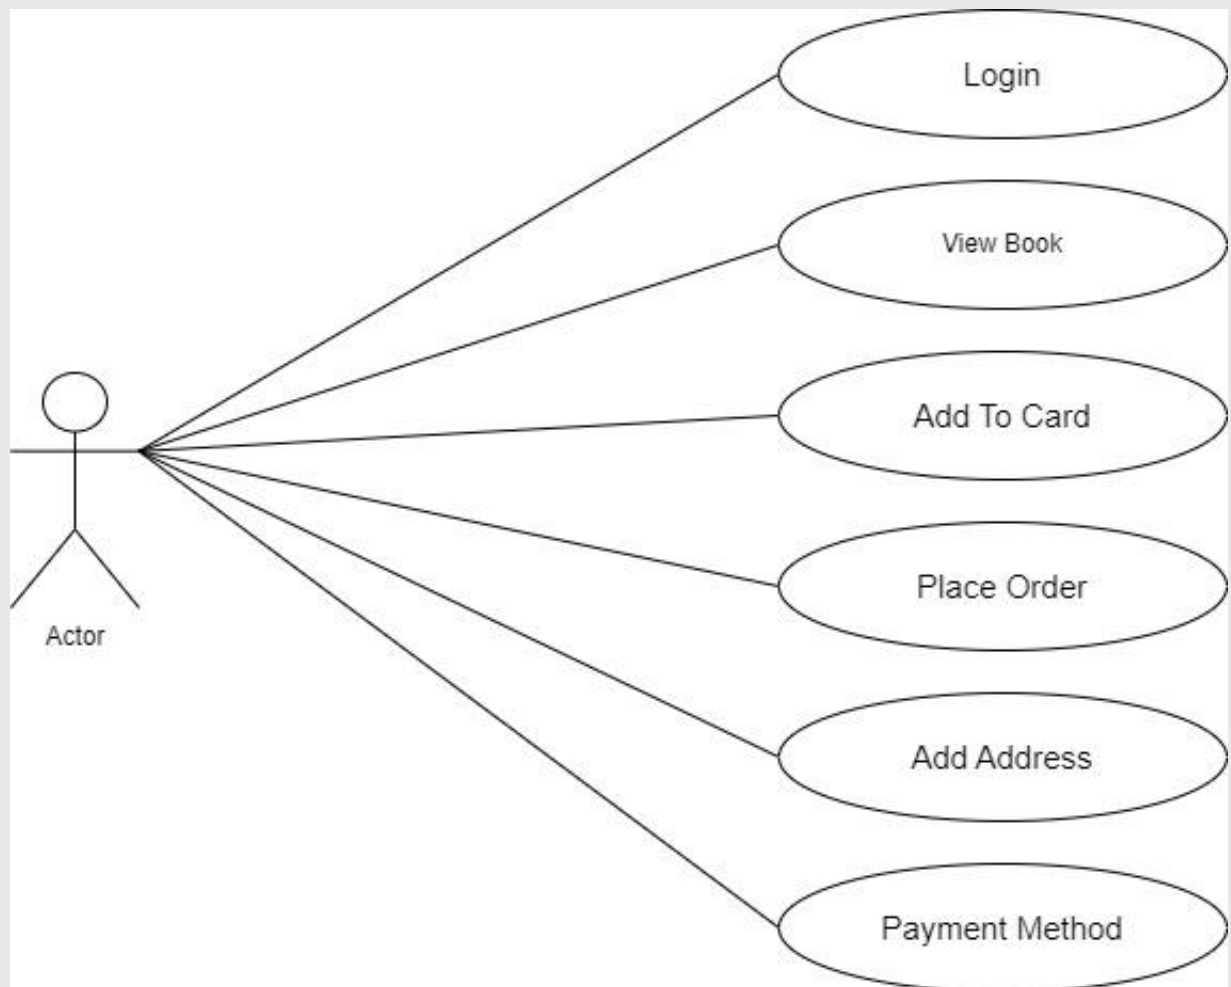 Login
View Book
Add To Card
Place Order
Actor
Add Address
Payment Method